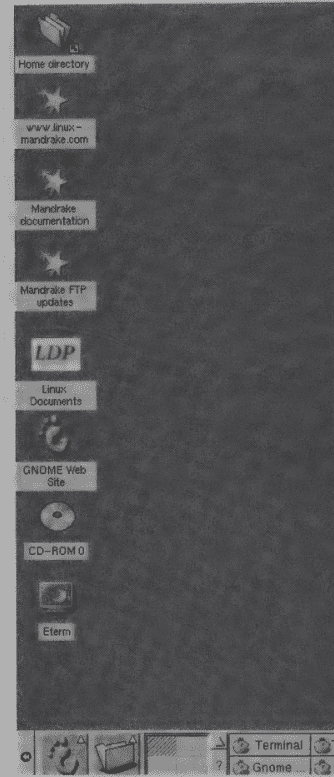 Home directory
www.linux-
mandrake.com
Mandrake
documentation
Mandrake FTP
updates
LDP
Linux
Documents
GNOME Web
Site
CD-ROM 0
Eterm
Terminal
? Gnome ...